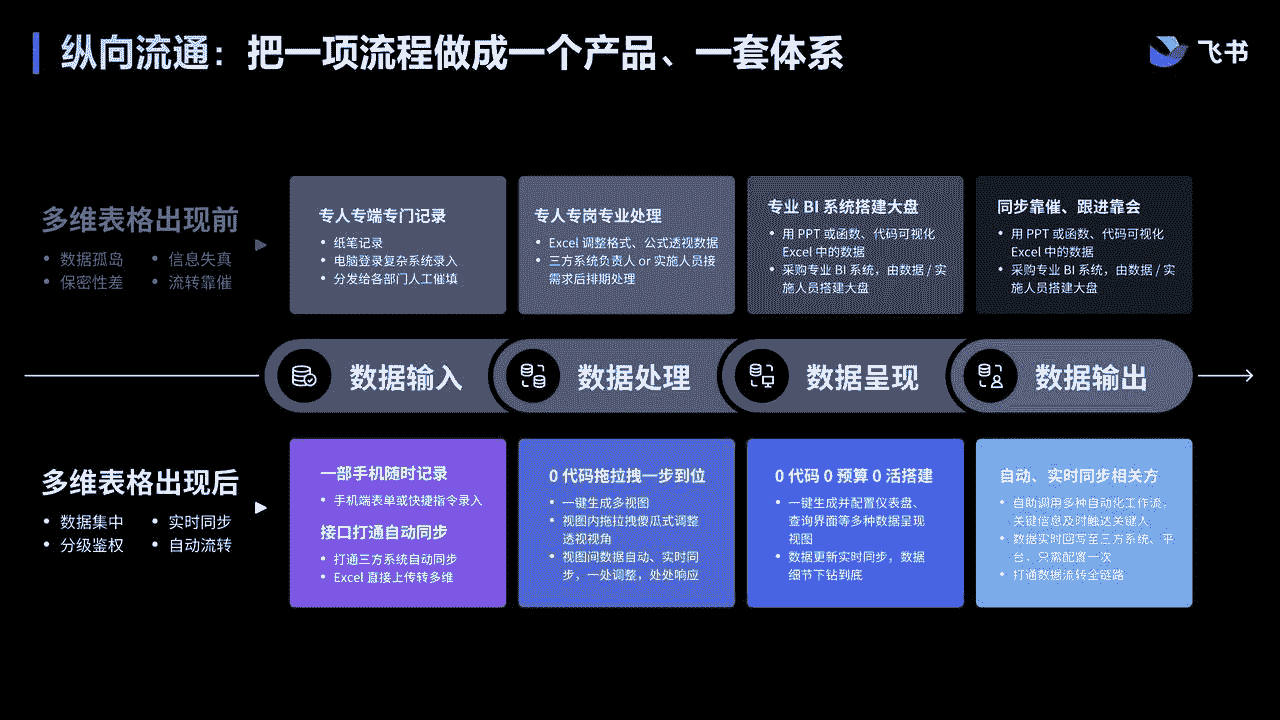 纵向流通：把一项流程做成一个产品、一套体系
飞书
多维表格出现前
• 数据孤岛 • 信息失真
• 保密性差 • 流转靠催
专人专端专门记录
• 纸笔记录
• 电脑登录复杂系统录入
• 分发给各部门人工催填
专人专岗专业处理
• Excel 调整格式、公式透视数据
• 三方系统负责人 or 实施人员接
需求后排期处理
专业 BI 系统搭建大盘
• 用 PPT 或函数、代码可视化
Excel 中的数据
• 采购专业 BI 系统，由数据 / 实
施人员搭建大盘
同步靠催、跟进靠会
• 用 PPT 或函数、代码可视化
Excel 中的数据
• 采购专业 BI 系统，由数据 / 实
施人员搭建大盘
数据输入
数据处理
数据呈现
数据输出
多维表格出现后
• 数据集中 • 实时同步
• 分级鉴权 • 自动流转
一部手机随时记录
• 手机端表单或快捷指令录入
接口打通自动同步
• 打通三方系统自动同步
• Excel 直接上传转多维
0 代码拖拉拽一步到位
• 一键生成多视图
• 视图内拖拉拽傻瓜式调整
透视视角
• 视图间数据自动、实时同
步，一处调整，处处响应
0 代码 0 预算 0 活搭建
• 一键生成并配置仪表盘、
查询界面等多种数据呈现
视图
• 数据更新实时同步，数据
细节下钻到底
自动、实时同步相关方
• 自助调用多种自动化工作流，
关键信息及时触达关键人
• 数据实时回写至三方系统、平
台，只需配置一次
• 打通数据流转全链路